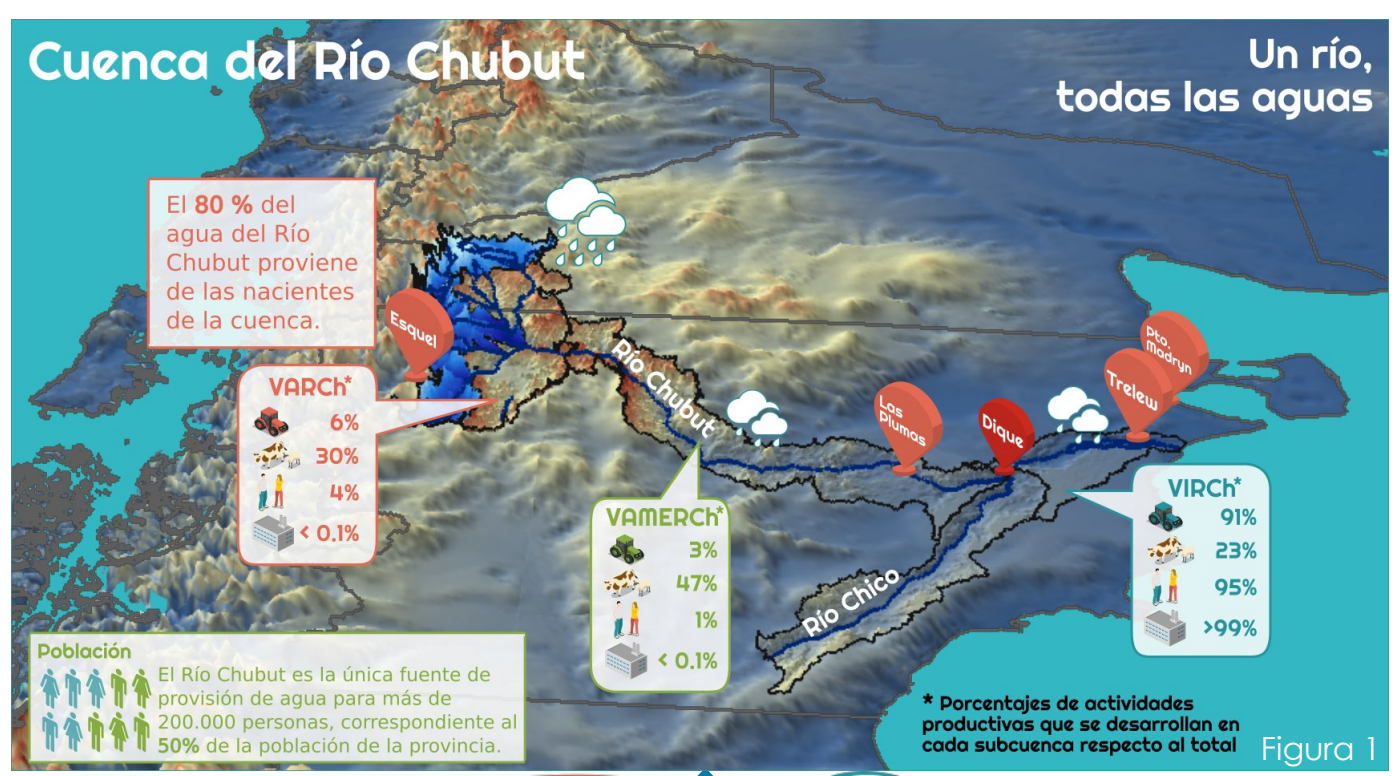 Cuenca del Río Chubut
Un río,
todas las aguas
El 80 % del
agua del Río
Chubut proviene
de las nacientes
de la cuenca.
Esquel
VARCh*
6%
30%
4%
< 0.1%
Río Chubut
Las
Plumas
Dique
Pto.
Madryn
Trelew
VAMERCh*
3%
47%
1%
< 0.1%
Río Chico
VIRCh*
91%
23%
95%
>99%
Población
El Río Chubut es la única fuente de
provisión de agua para más de
200.000 personas, correspondiente al
50% de la población de la provincia.
* Porcentajes de actividades
productivas que se desarrollan en
cada subcuenca respecto al total
Figura 1